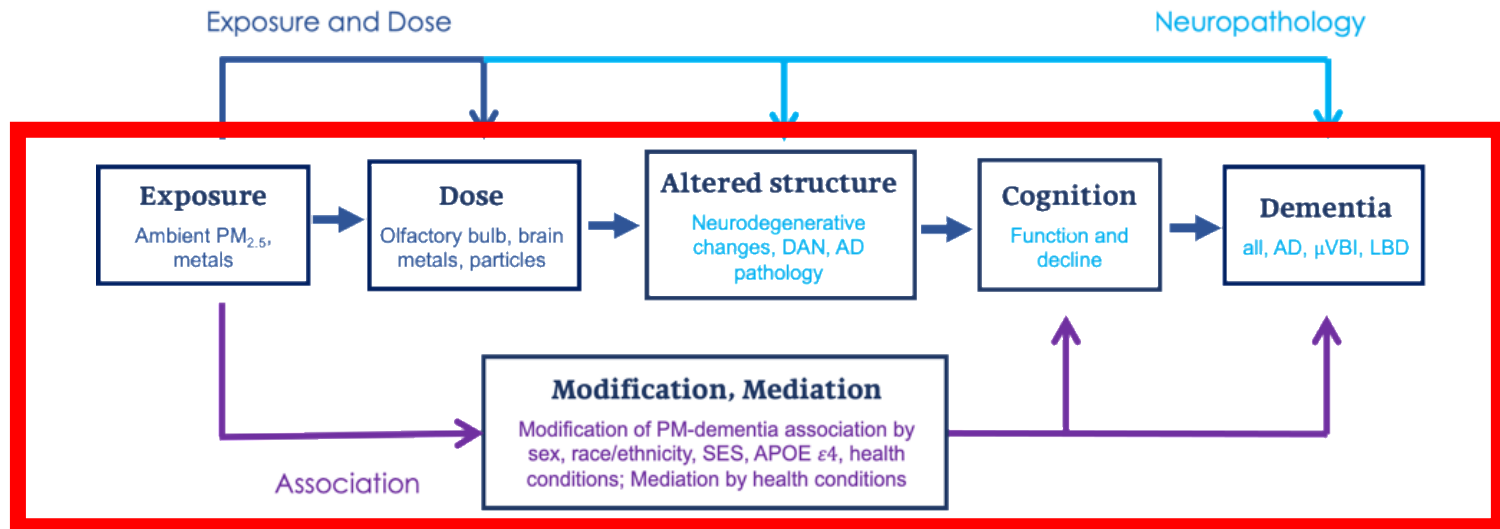 Exposure and Dose
Neuropathology
Exposure
Ambient PM₂.₅,
metals
Dose
Olfactory bulb, brain
metals, particles
Altered structure
Neurodegenerative
changes, DAN, AD
pathology
Cognition
Function and
decline
Dementia
all, AD, μVBI, LBD
Modification, Mediation
Modification of PM-dementia association by
sex, race/ethnicity, SES, APOE ε4, health
conditions; Mediation by health conditions
Association